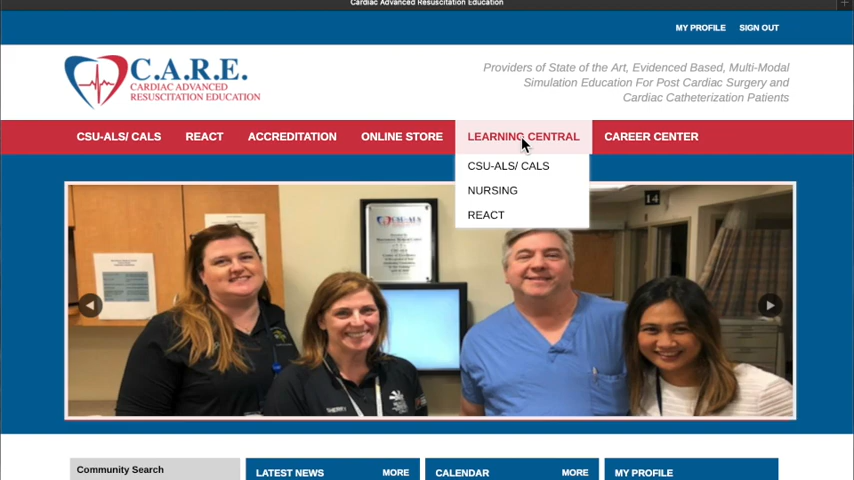 Cardiac Advanced Resuscitation Education
MY PROFILE SIGN OUT
C.A.R.E.
CARDIAC ADVANCED
RESUSCITATION EDUCATION
Providers of State of the Art, Evidenced Based, Multi-Modal
Simulation Education For Post Cardiac Surgery and
Cardiac Catheterization Patients
CSU-ALS/ CALS REACT ACCREDITATION ONLINE STORE LEARNING CENTRAL CAREER CENTER
CSU-ALS/ CALS
NURSING
REACT
CSU-ALS
14
Community Search
LATEST NEWS MORE
CALENDAR MORE
MY PROFILE